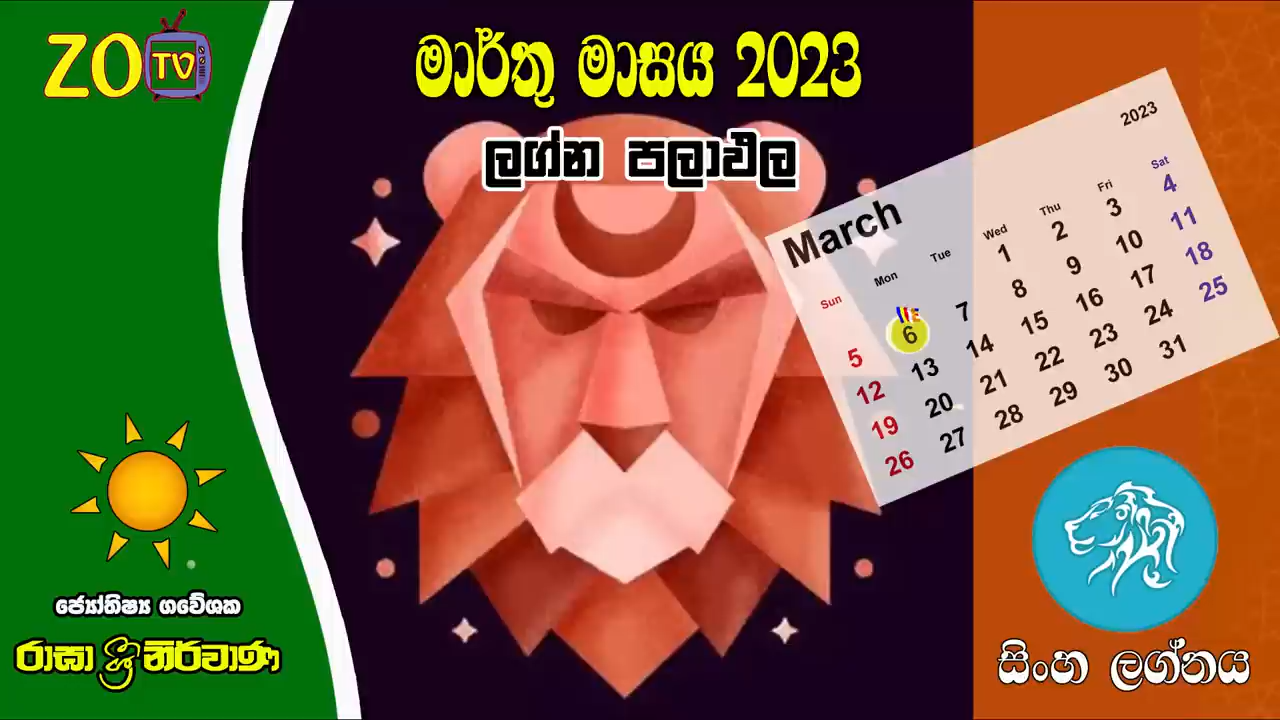 ZO TV
මාර්තු මාසය 2023
ලග්න පලාඵල
2023
March
Sun Mon Tue Wed Thu Fri Sat
1 2 3 4
5 6 7 8 9 10 11
12 13 14 15 16 17 18
19 20 21 22 23 24 25
26 27 28 29 30 31
ජ්‍යෝතිෂ්‍ය ගවේශක
රාඝා ශ්‍රී නිර්වාණ
සිංහ ලග්නය